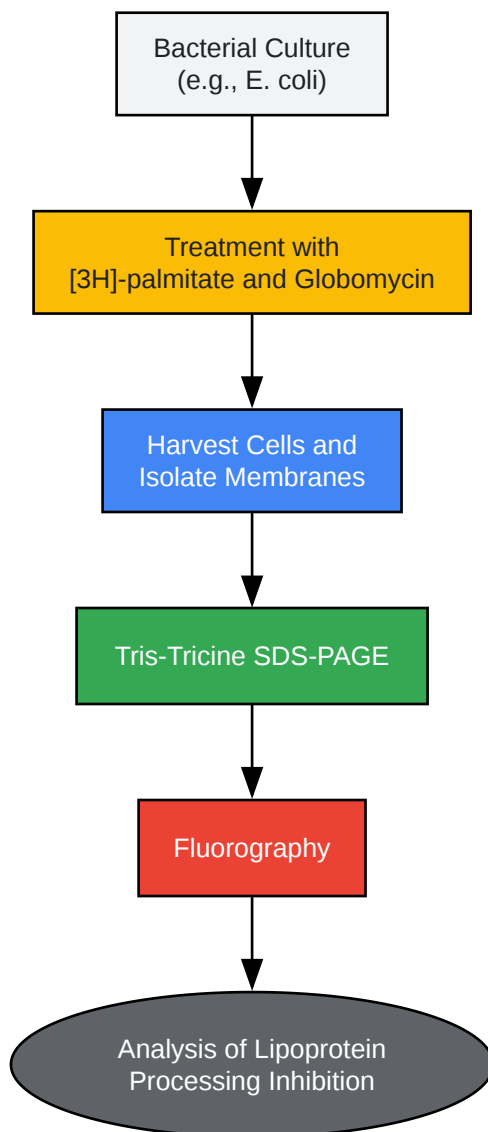 Bacterial Culture
(e.g., E. coli)
Treatment with
[3H]-palmitate and Globomycin
Harvest Cells and
Isolate Membranes
Tris-Tricine SDS-PAGE
Fluorography
Analysis of Lipoprotein
Processing Inhibition